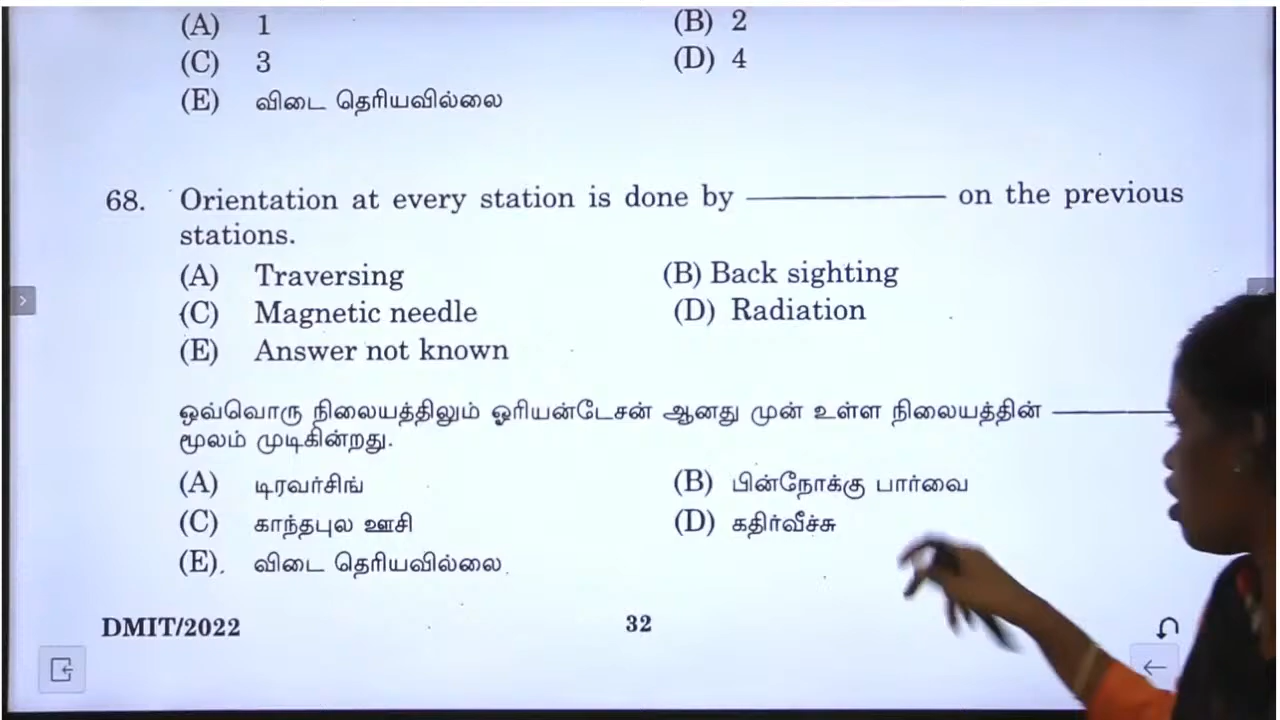 (A) 1 (B) 2
(C) 3 (D) 4
(E) விடை தெரியவில்லை
68. Orientation at every station is done by ———— on the previous
stations.
(A) Traversing (B) Back sighting
(C) Magnetic needle (D) Radiation
(E) Answer not known
ஒவ்வொரு நிலையத்திலும் ஓரியன்டேசன் ஆனது முன் உள்ள நிலையத்தின் ————
மூலம் முடிகின்றது.
(A) டிரவர்சிங் (B) பின்நோக்கு பார்வை
(C) காந்தபுல ஊசி (D) கதிர்வீச்சு
(E). விடை தெரியவில்லை
DMIT/2022 32